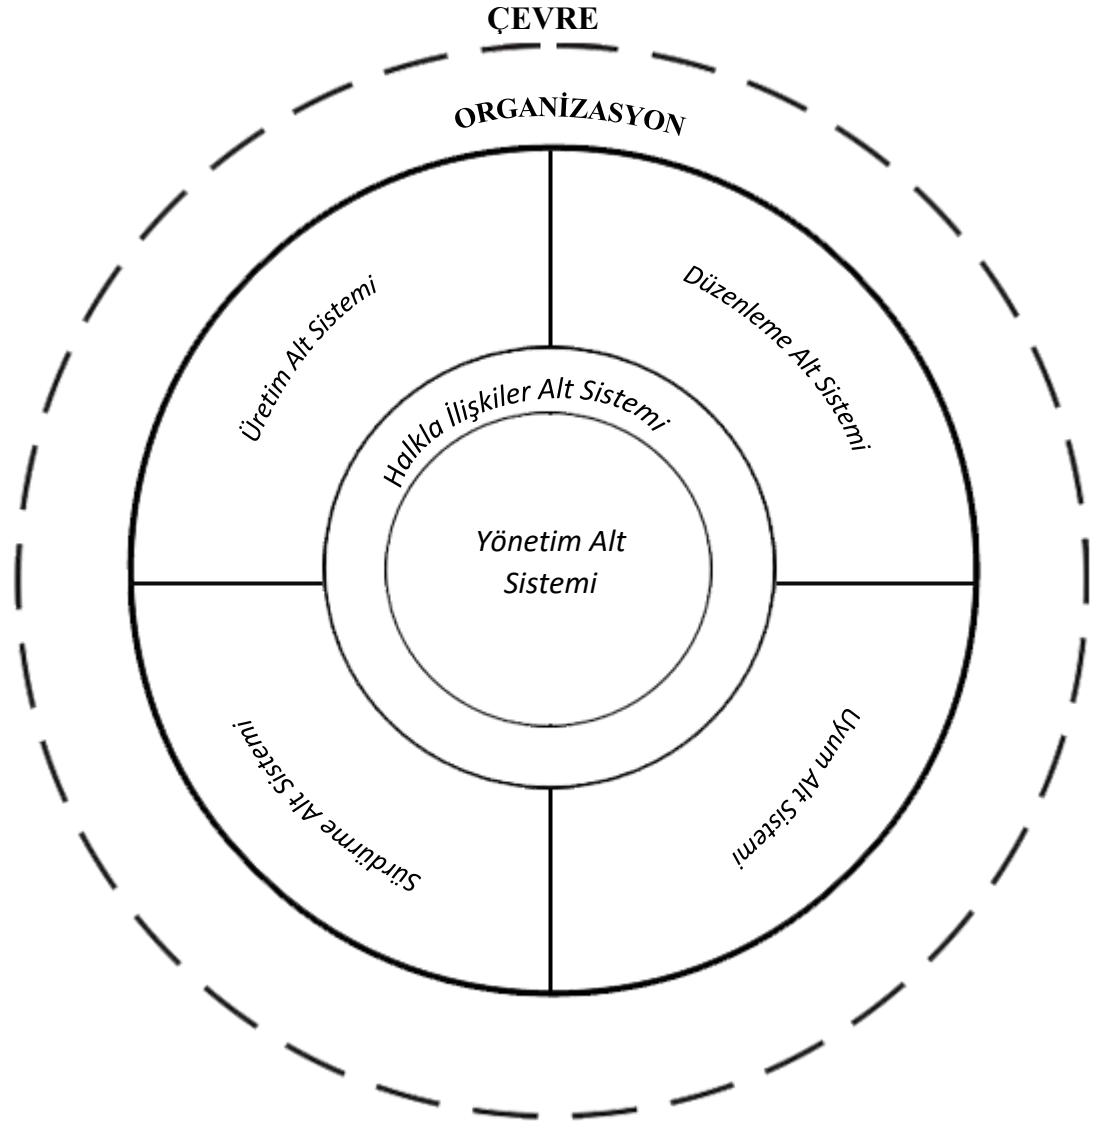 ÇEVRE
ORGANİZASYON
Üretim Alt Sistemi
Düzenleme Alt Sistemi
Halkla İlişkiler Alt Sistemi
Yönetim Alt
Sistemi
Sürdürme Alt Sistemi
Uyum Alt Sistemi